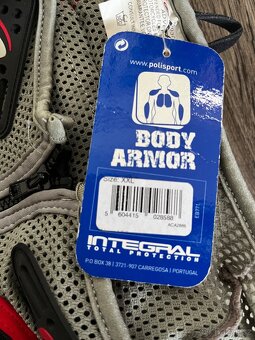 www.polisport.com
BODY
ARMOR
Size: XXL
5 604415 028588
INTEGRAL
TOTAL PROTECTION
P.O BOX 38 | 3721-907 CARREGOSA | PORTUGAL